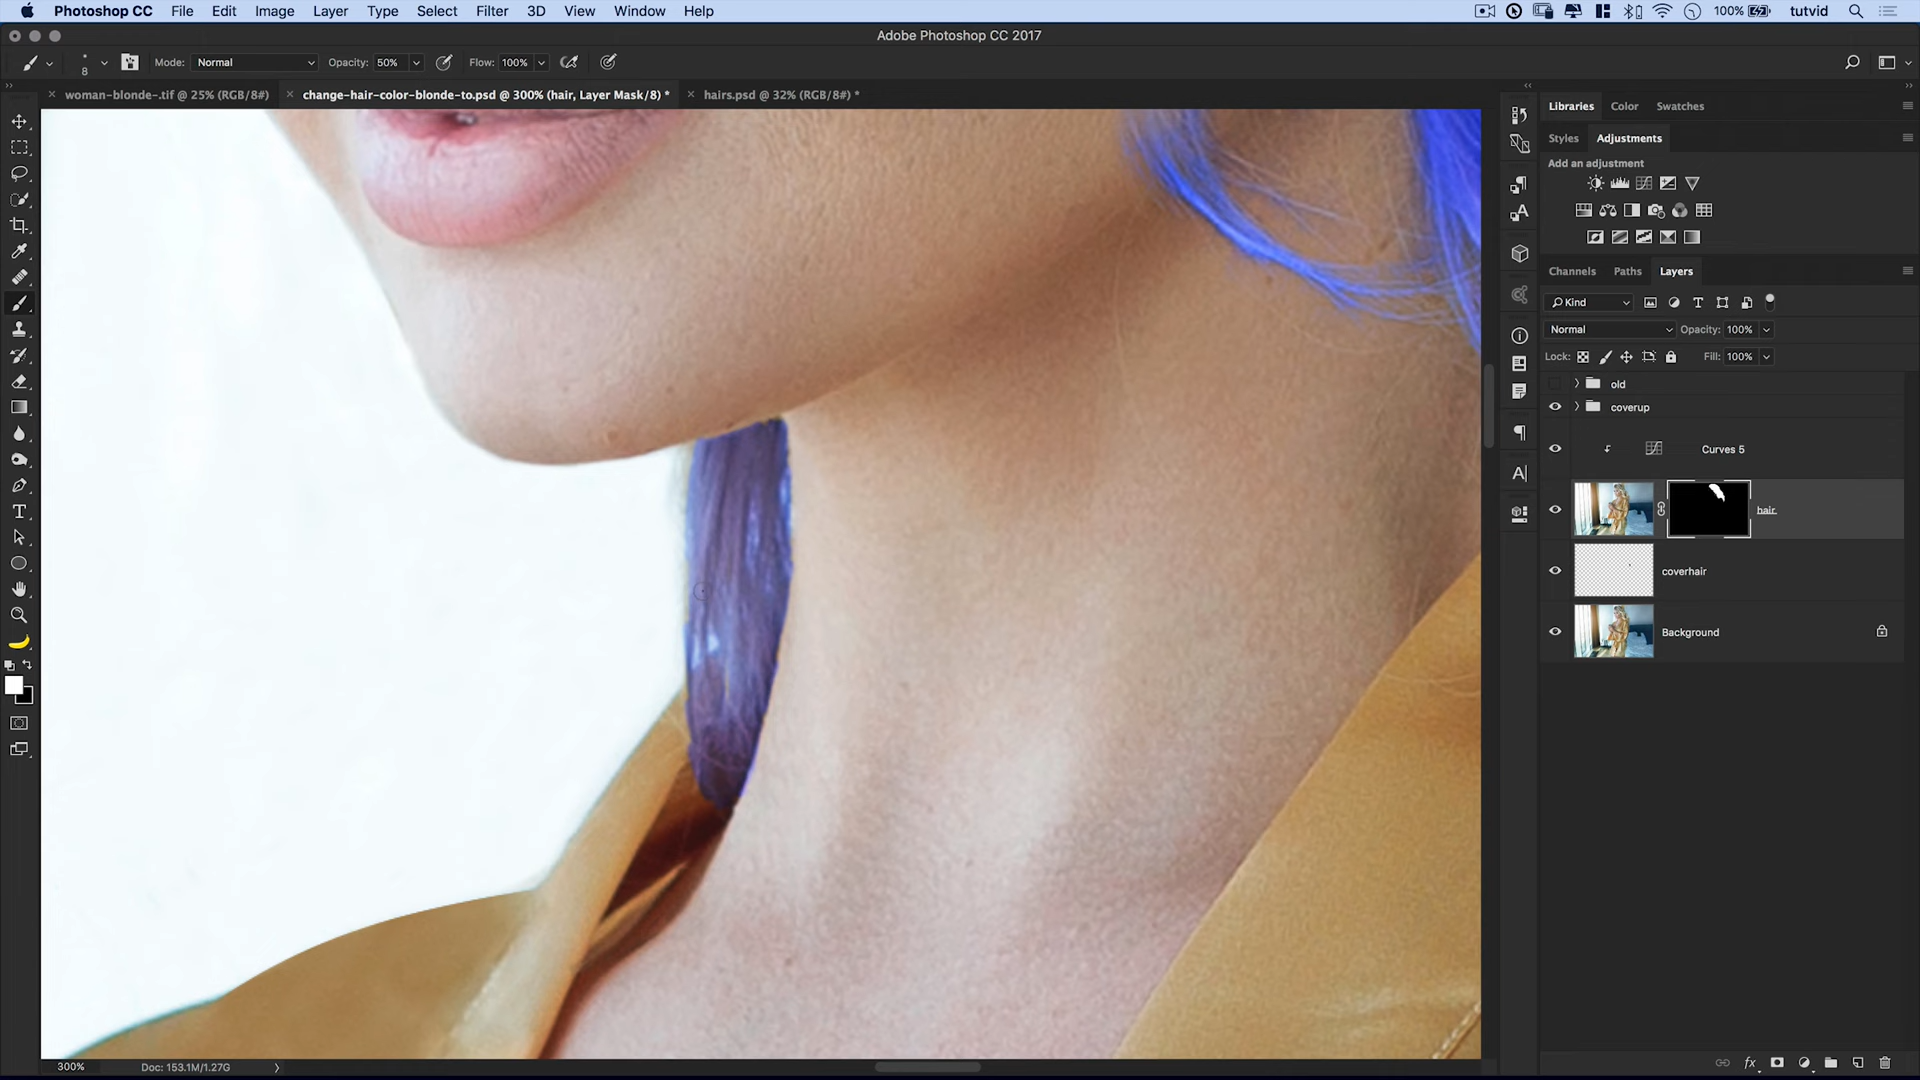 Photoshop CC File Edit Image Layer Type Select Filter 3D View Window Help 100% tutvid
Adobe Photoshop CC 2017
8 Mode: Normal Opacity: 50% Flow: 100%
woman-blonde-.tif @ 25% (RGB/8#) change-hair-color-blonde-to.psd @ 300% (hair, Layer Mask/8) * hairs.psd @ 32% (RGB/8#) *
Libraries Color Swatches
Styles Adjustments
Add an adjustment
Channels Paths Layers
Kind
Normal Opacity: 100%
Lock: Fill: 100%
old
coverup
Curves 5
hair
coverhair
Background
300% Doc: 153.1M/1.27G